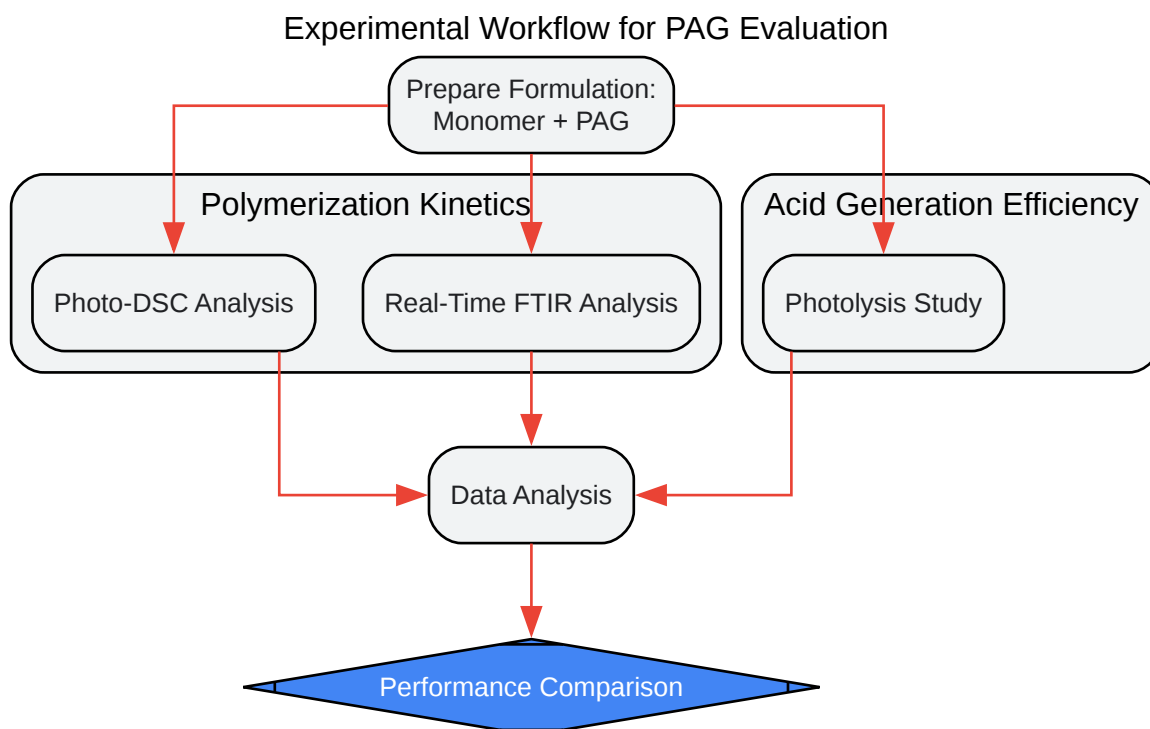 Experimental Workflow for PAG Evaluation
Prepare Formulation:
Monomer + PAG
Polymerization Kinetics
Acid Generation Efficiency
Photo-DSC Analysis
Real-Time FTIR Analysis
Photolysis Study
Data Analysis
Performance Comparison